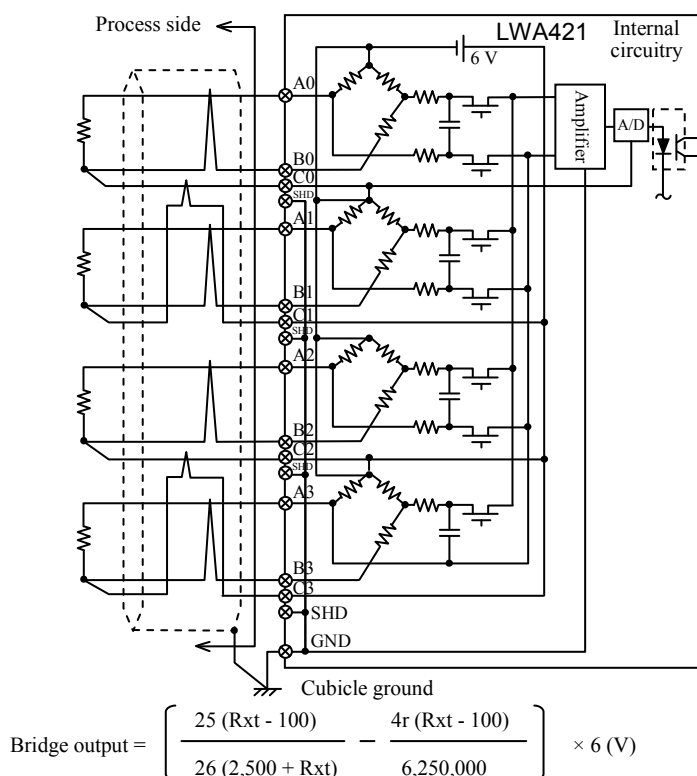 Process side
LWA421
Internal
circuitry
6 V
A0
Amplifier
A/D
B0
C0
SHD
A1
B1
C1
SHD
A2
B2
C2
SHD
A3
B3
C3
SHD
GND
Cubicle ground
Bridge output = [ 25 (Rxt - 100) / 26 (2,500 + Rxt) − 4r (Rxt - 100) / 6,250,000 ] × 6 (V)